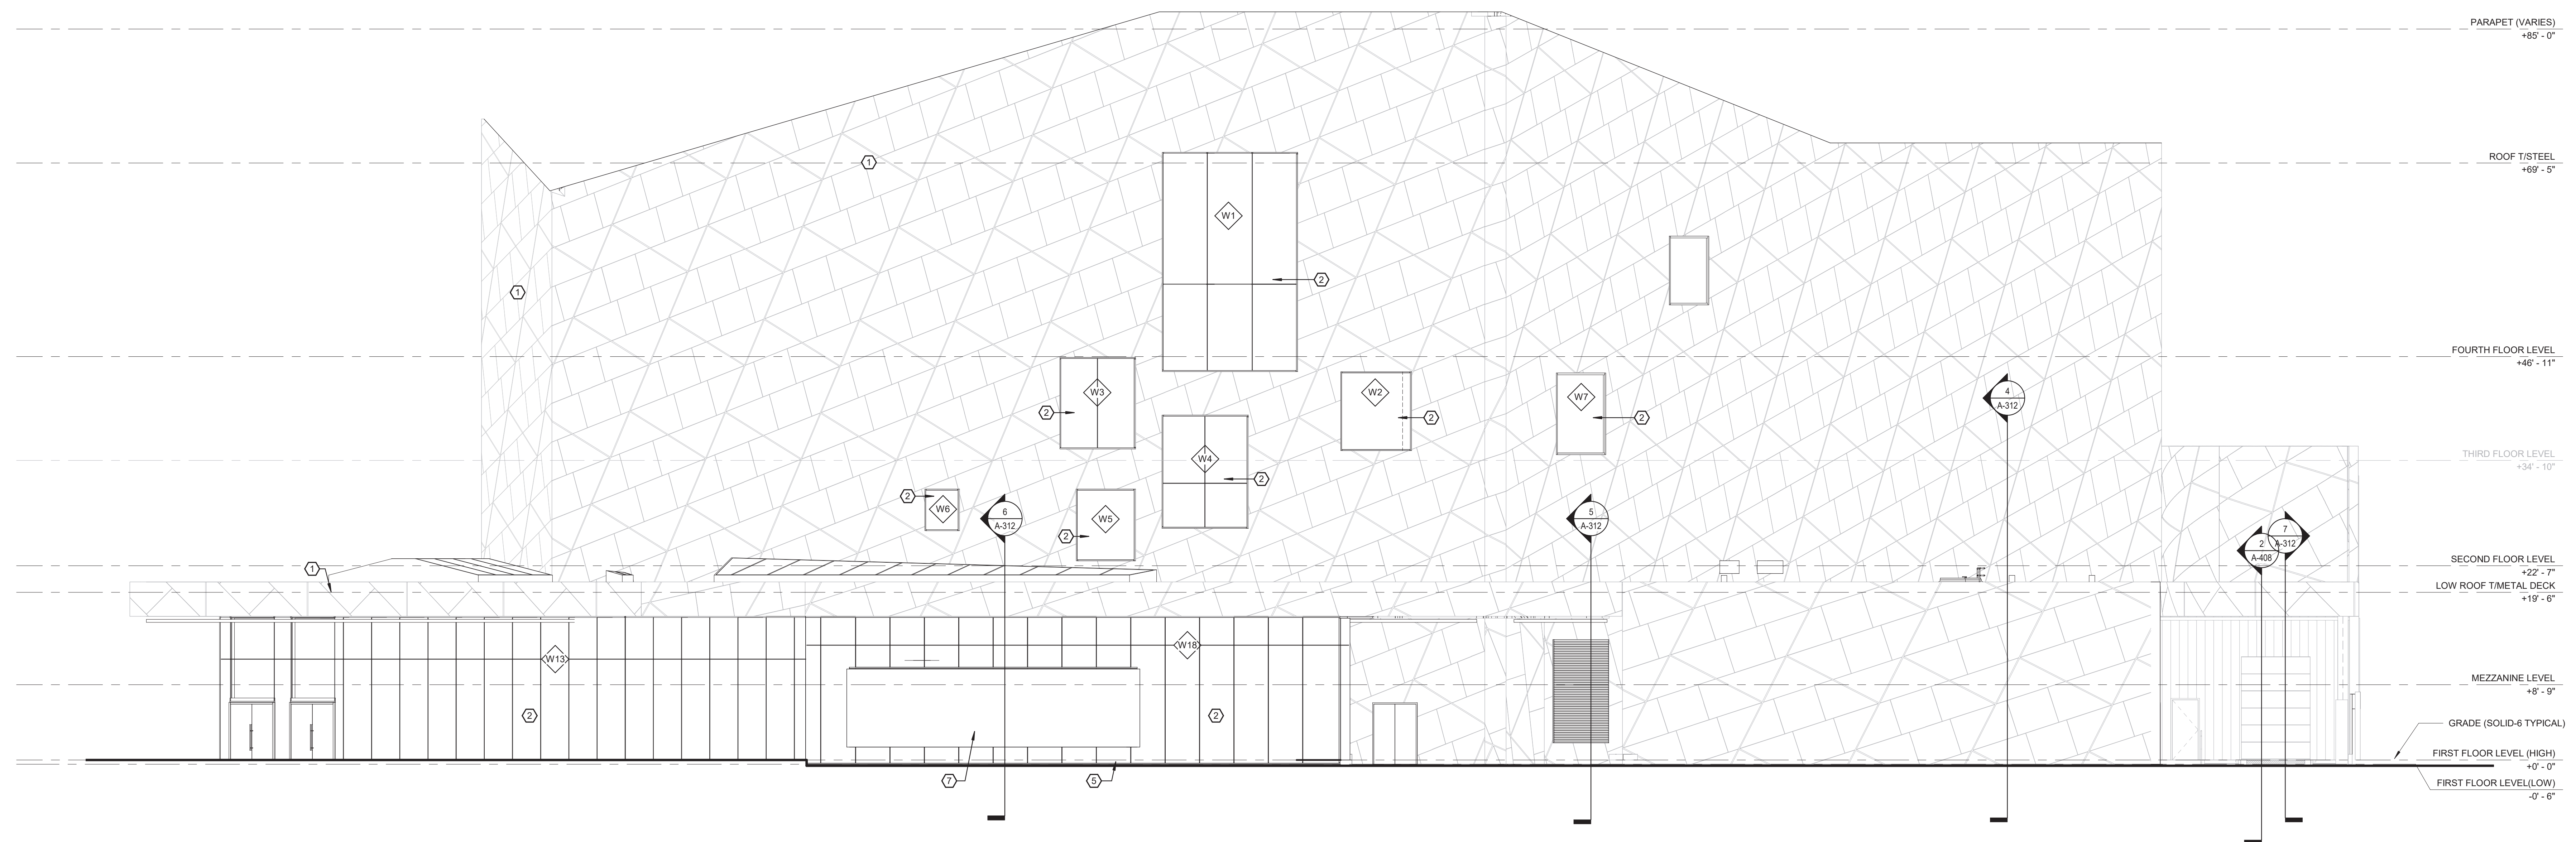 PARAPET (VARIES)
+85' - 0"
1
ROOF T/STEEL
+69' - 5"
W1
2
1
FOURTH FLOOR LEVEL
+46' - 11"
W3
W2
W7
4
A-312
2
2
2
W4
THIRD FLOOR LEVEL
+34' - 10"
2
2
W6
6
A-312
W5
5
A-312
2
7
A-312
2
A-408
SECOND FLOOR LEVEL
+22' - 7"
1
LOW ROOF T/METAL DECK
+19' - 6"
W13
W18
MEZZANINE LEVEL
+8' - 9"
2
2
GRADE (SOLID-6 TYPICAL)
FIRST FLOOR LEVEL (HIGH)
+0' - 0"
7
5
FIRST FLOOR LEVEL(LOW)
-0' - 6"